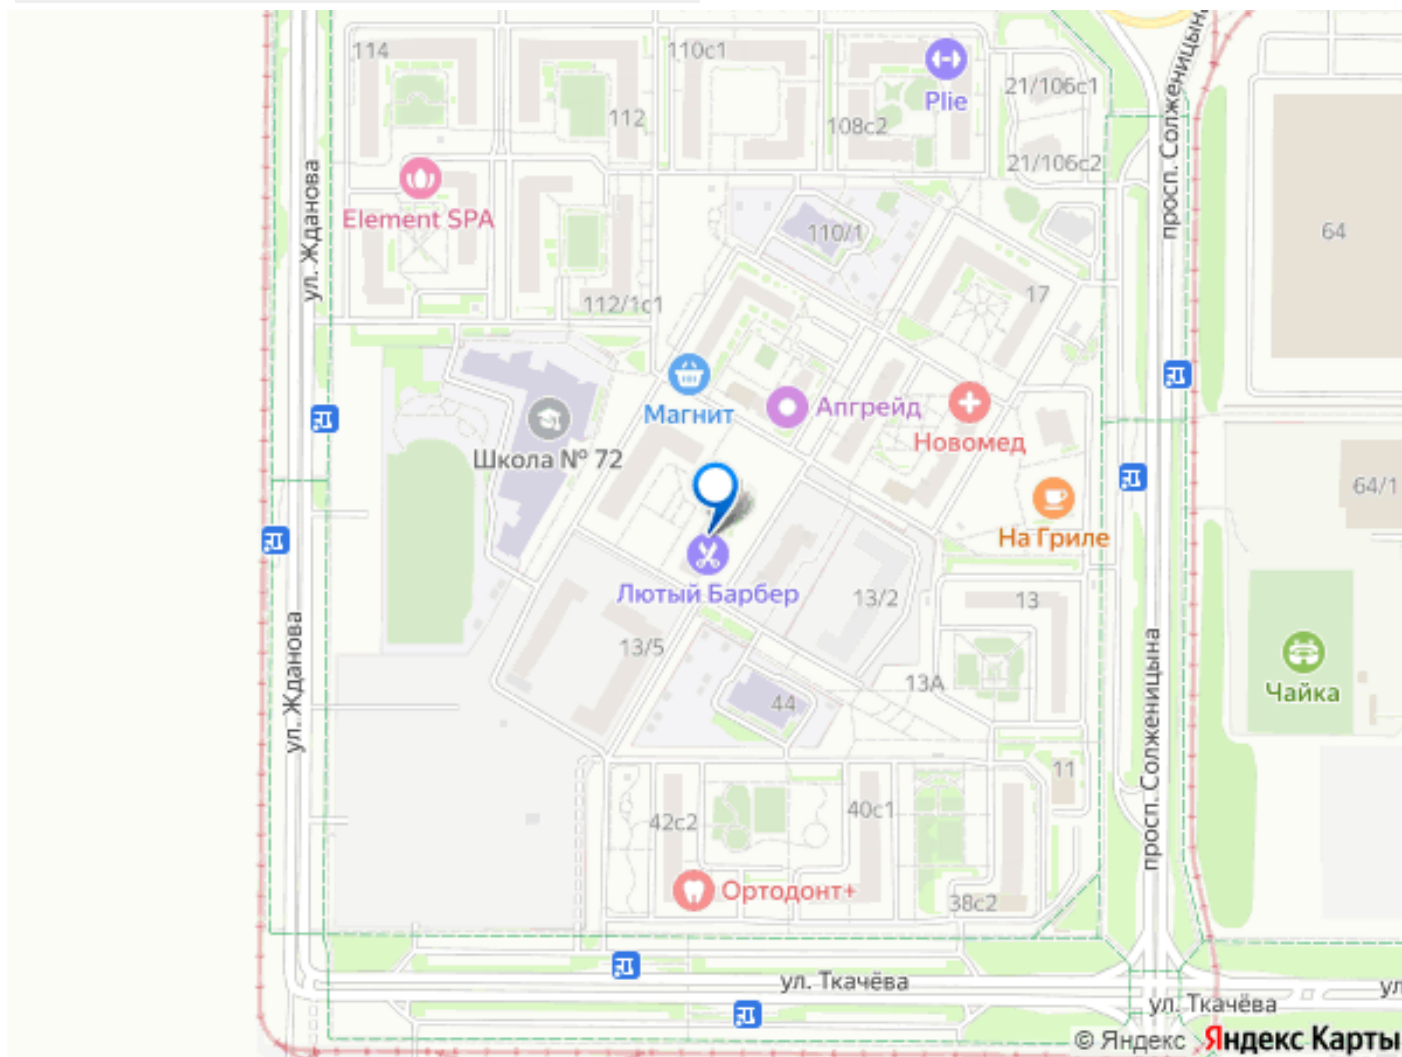 114
110с1
Plie
21/106с1
112
108с2
21/106с2
просп. Солженицына
ул. Жданова
Element SPA
110/1
64
112/1с1
17
Магнит
Апгрейд
Новомед
Школа № 72
64/1
На Гриле
Лютый Барбер
13/2
13
13/5
ул. Жданова
13А
44
Чайка
просп. Солженицына
11
42с2
40с1
Ортодонт+
38с2
ул. Ткачёва
ул. Ткачёва
ул
© Яндекс Яндекс Карты